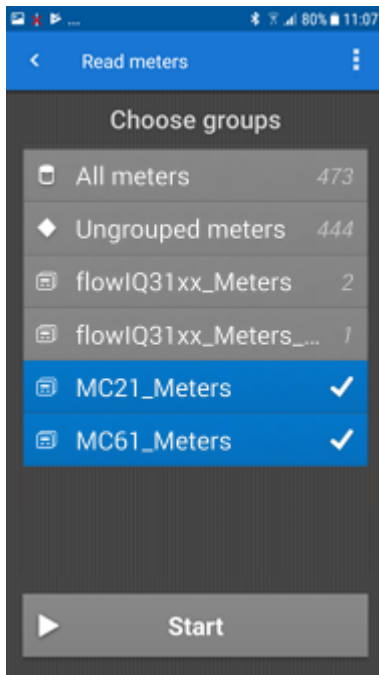 ... 80% 11:07
Read meters
Choose groups
All meters 473
Ungrouped meters 444
flowIQ31xx_Meters 2
flowIQ31xx_Meters_... 1
MC21_Meters
MC61_Meters
Start